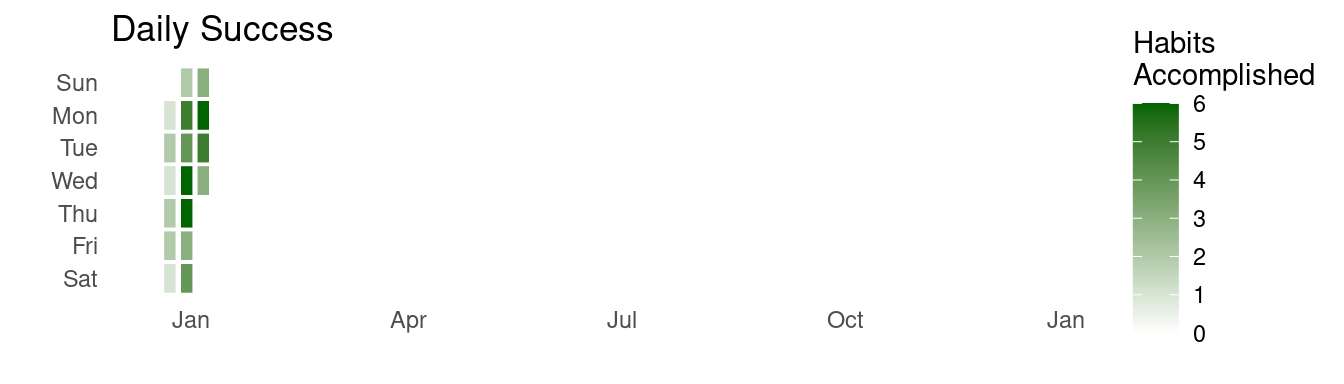 Daily Success
Sun
Mon
Tue
Wed
Thu
Fri
Sat
Jan Apr Jul Oct Jan
Habits
Accomplished
6
5
4
3
2
1
0